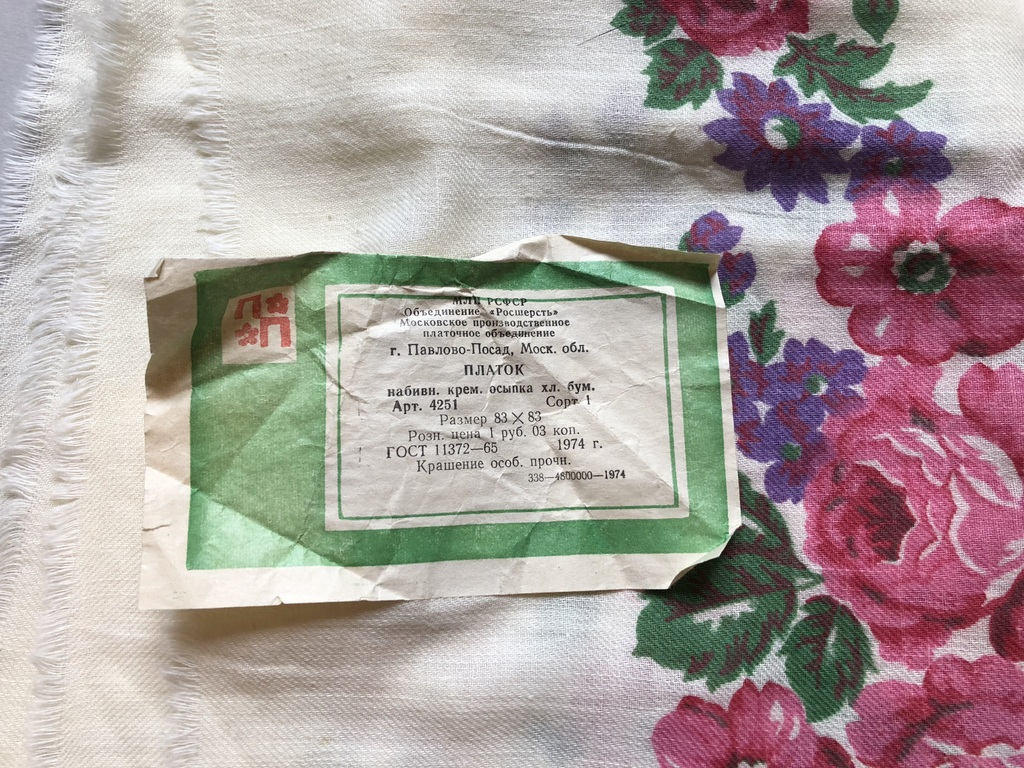 МЛП РСФСР
Объединение „Росшерсть»
Московское производственное
платочное объединение
г. Павлово-Посад, Моск. обл.
ПЛАТОК
набивн. крем. осыпка хл. бум.
Арт. 4251 Сорт 1
Размер 83×83
Розн. цена 1 руб. 03 коп.
ГОСТ 11372—65 1974 г.
Крашение особ. прочн.
338—4800000—1974